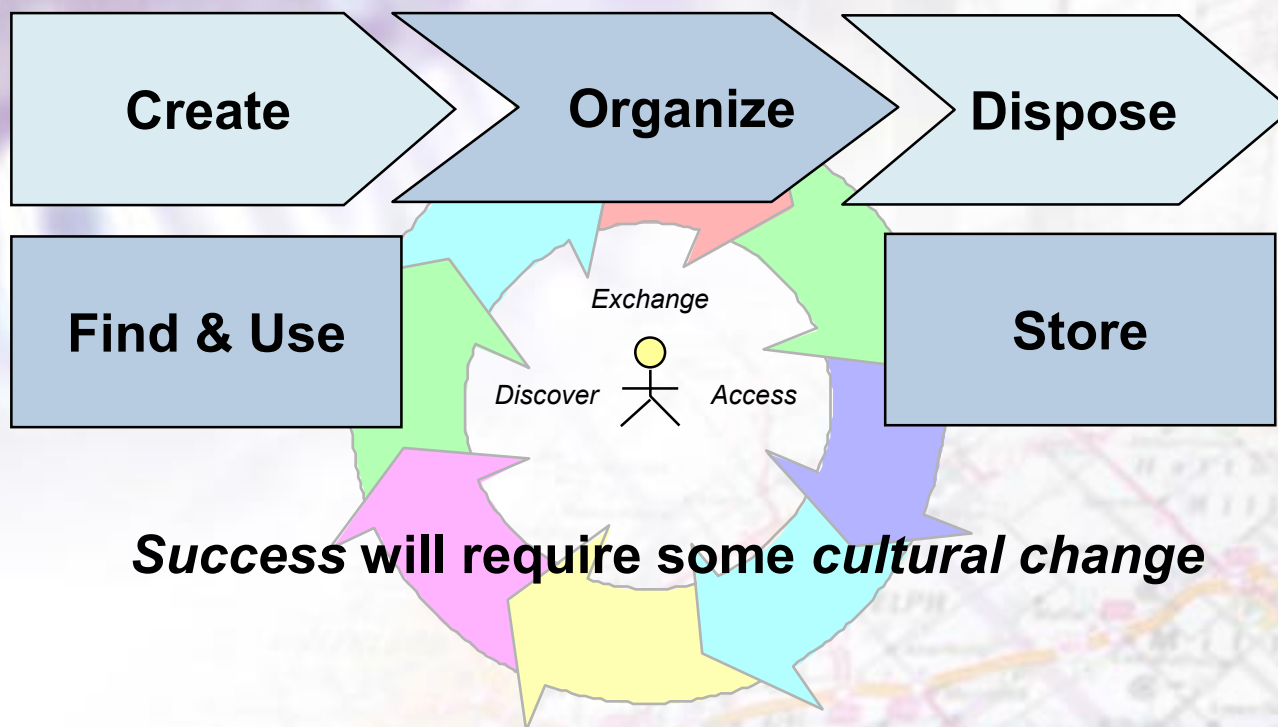 Create
Organize
Dispose
Find & Use
Exchange
Store
Discover
Access
Success will require some cultural change